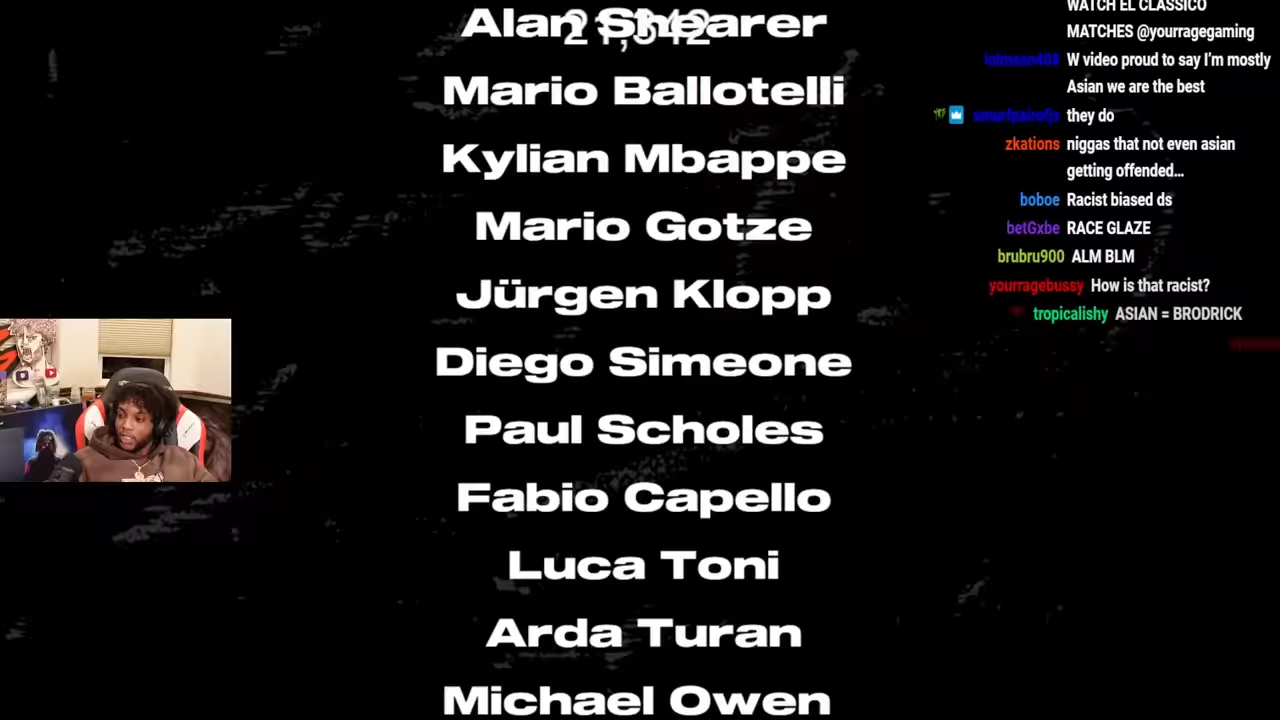 Alan Shearer
21,342
Mario Ballotelli
Kylian Mbappe
Mario Gotze
Jürgen Klopp
Diego Simeone
Paul Scholes
Fabio Capello
Luca Toni
Arda Turan
Michael Owen
WATCH EL CLASSICO
MATCHES @yourragegaming
W video proud to say I'm mostly
Asian we are the best
they do
zkations niggas that not even asian
getting offended...
boboe Racist biased ds
betGxbe RACE GLAZE
brubru900 ALM BLM
yourragebussy How is that racist?
tropicalishy ASIAN = BRODRICK